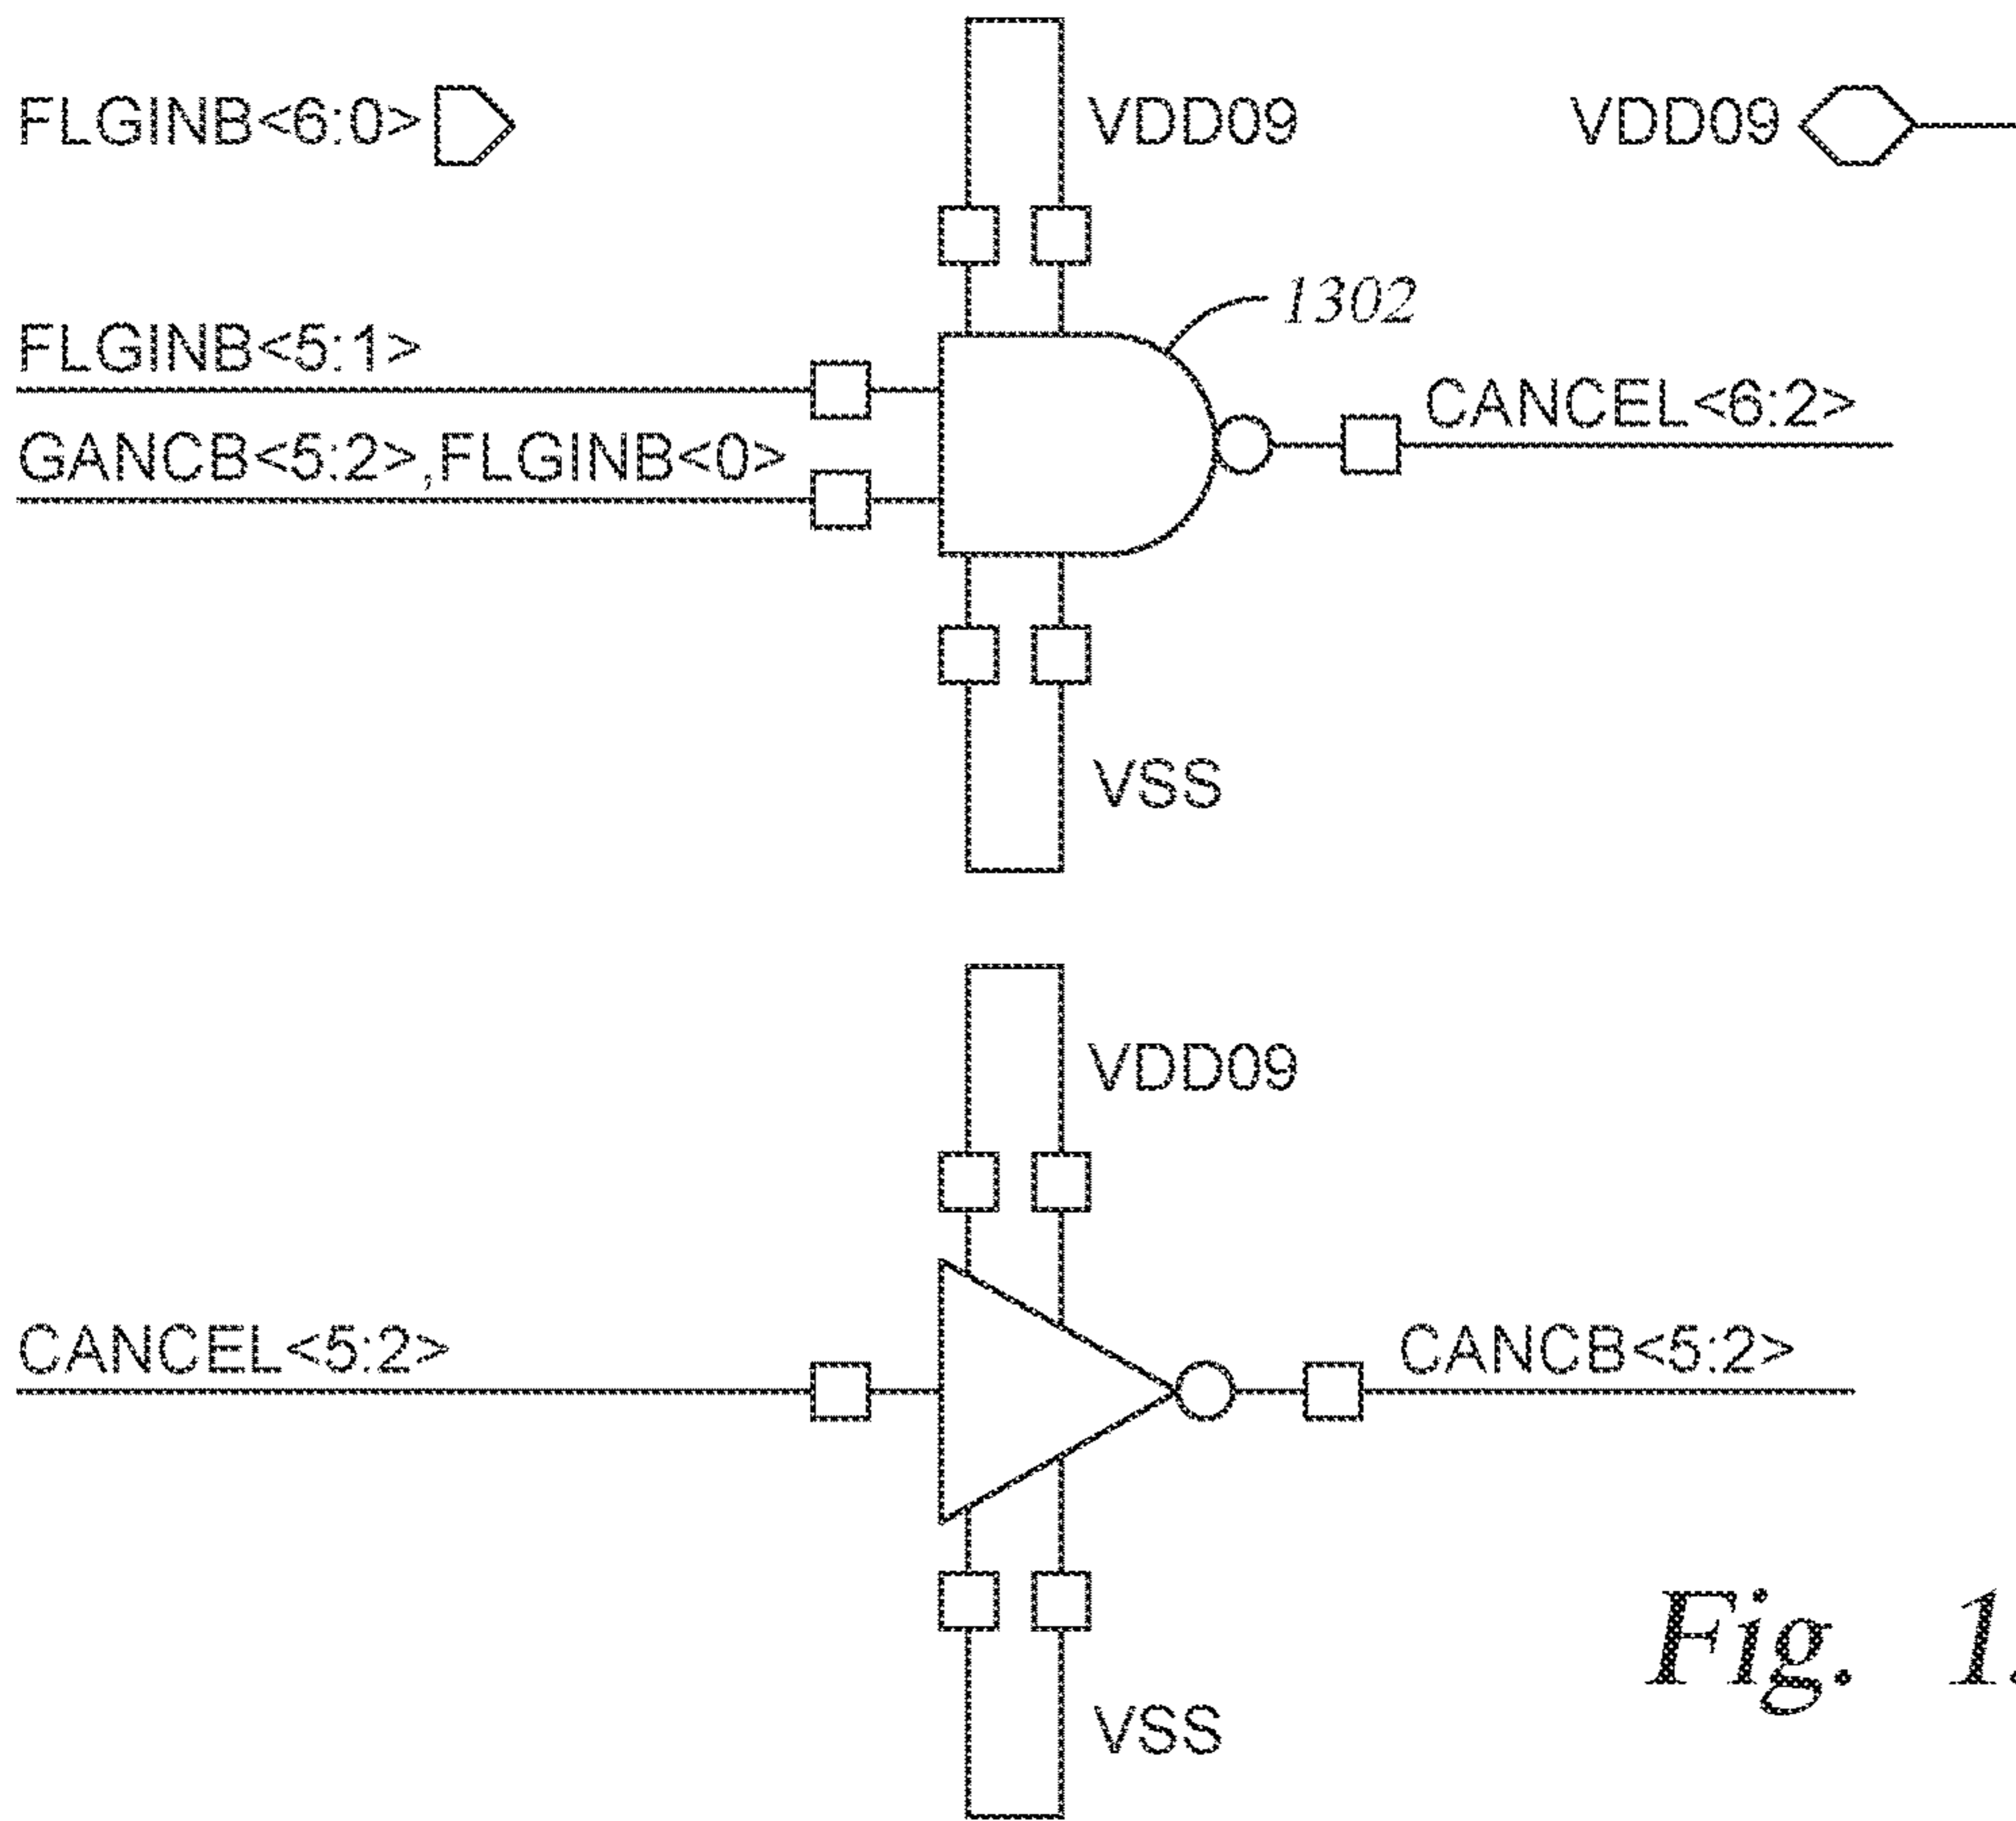 FLGINB<6:0>
VDD09
VDD09
1302
FLGINB<5:1>
CANCEL<6:2>
GANCB<5:2>,FLGINB<0>
VSS
VDD09
CANCEL<5:2>
CANCB<5:2>
Fig. 1
VSS